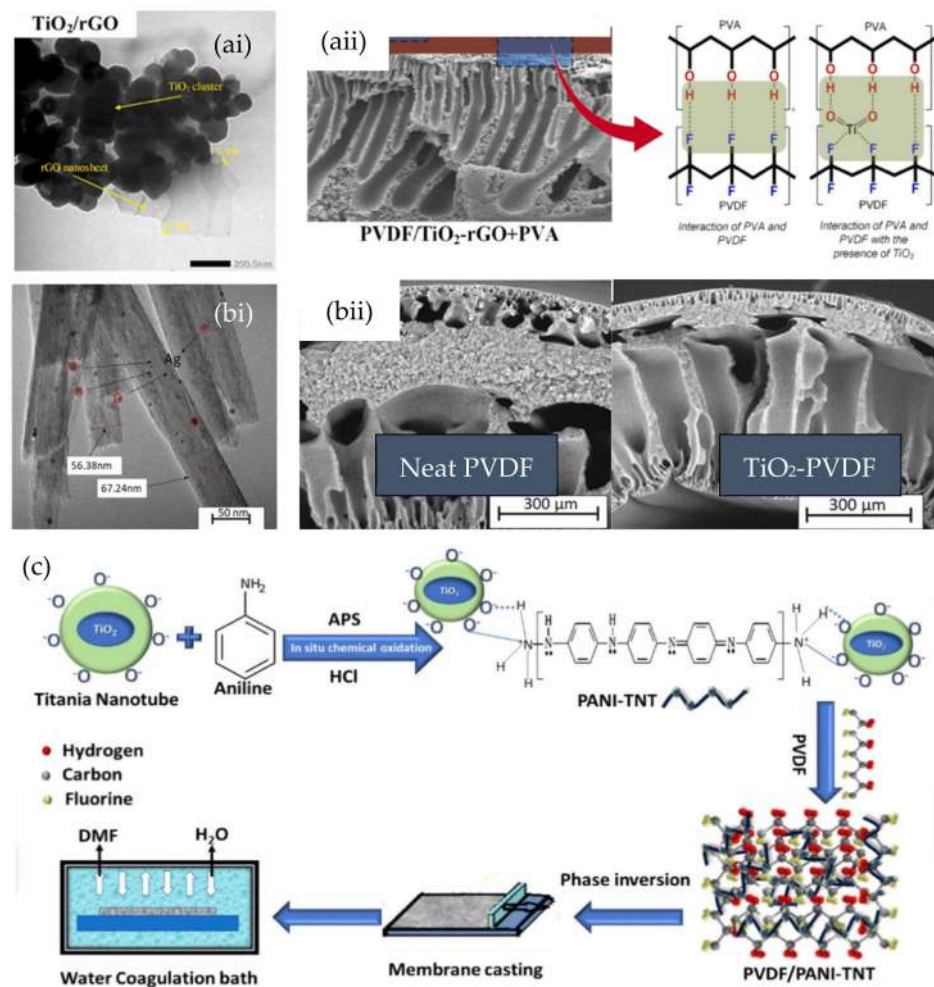 TiO₂/rGO
(ai)
TiO₂ cluster
rGO nanosheet
200.0nm
(aii)
PVDF/TiO₂-rGO+PVA
PVA
O O O
H H H
F F F
F F F
PVDF
Interaction of PVA and
PVDF
PVA
O O O
H H H
O Ti O
F F F
F F F
PVDF
Interaction of PVA and
PVDF with the
presence of TiO₂
(bi)
Ag
56.38nm
67.24nm
50 nm
(bii)
Neat PVDF
300 µm
TiO₂-PVDF
300 µm
(c)
O⁻ O⁻ O⁻ O⁻ O⁻ O⁻ O⁻ O⁻
TiO₂
Titania Nanotube
+
NH₂
Aniline
APS
In situ chemical oxidation
HCl
O⁻ O⁻ O⁻ O⁻ O⁻ O⁻
TiO₂
H H H N⁺ N H N N N H N⁺ H H
PANI-TNT
O⁻ O⁻ O⁻ O⁻ O⁻ O⁻
TiO₂
PVDF
Hydrogen
Carbon
Fluorine
DMF
H₂O
Water Coagulation bath
Membrane casting
Phase inversion
PVDF/PANI-TNT